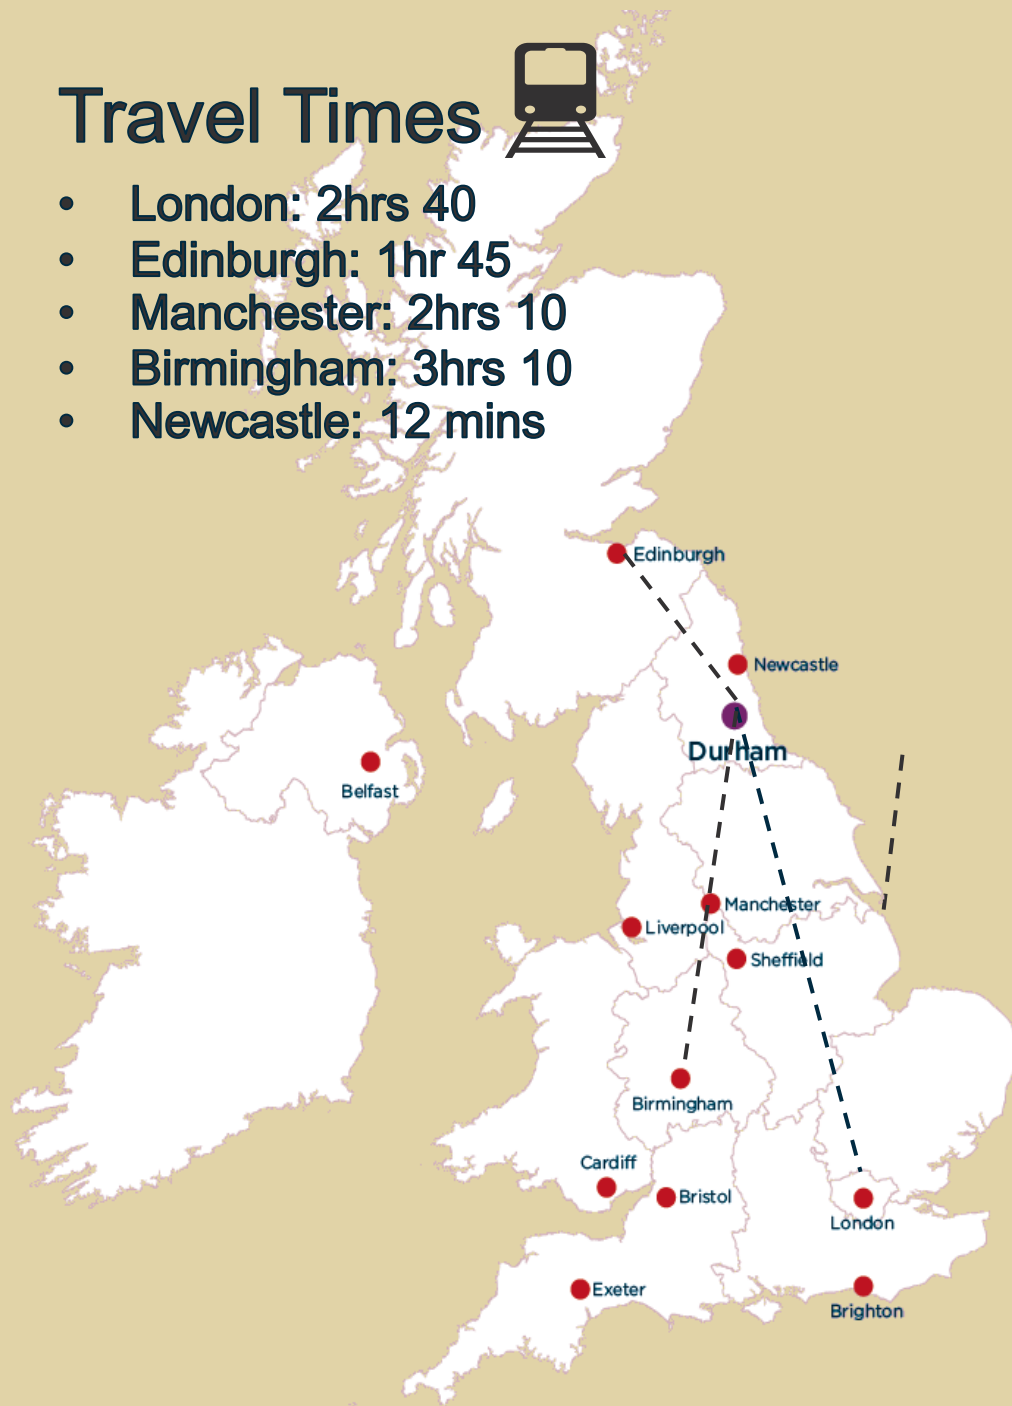 Travel Times
• London: 2hrs 40
• Edinburgh: 1hr 45
• Manchester: 2hrs 10
• Birmingham: 3hrs 10
• Newcastle: 12 mins
Edinburgh
Newcastle
Durham
Belfast
Manchester
Liverpool
Sheffield
Birmingham
Cardiff
Bristol
London
Exeter
Brighton